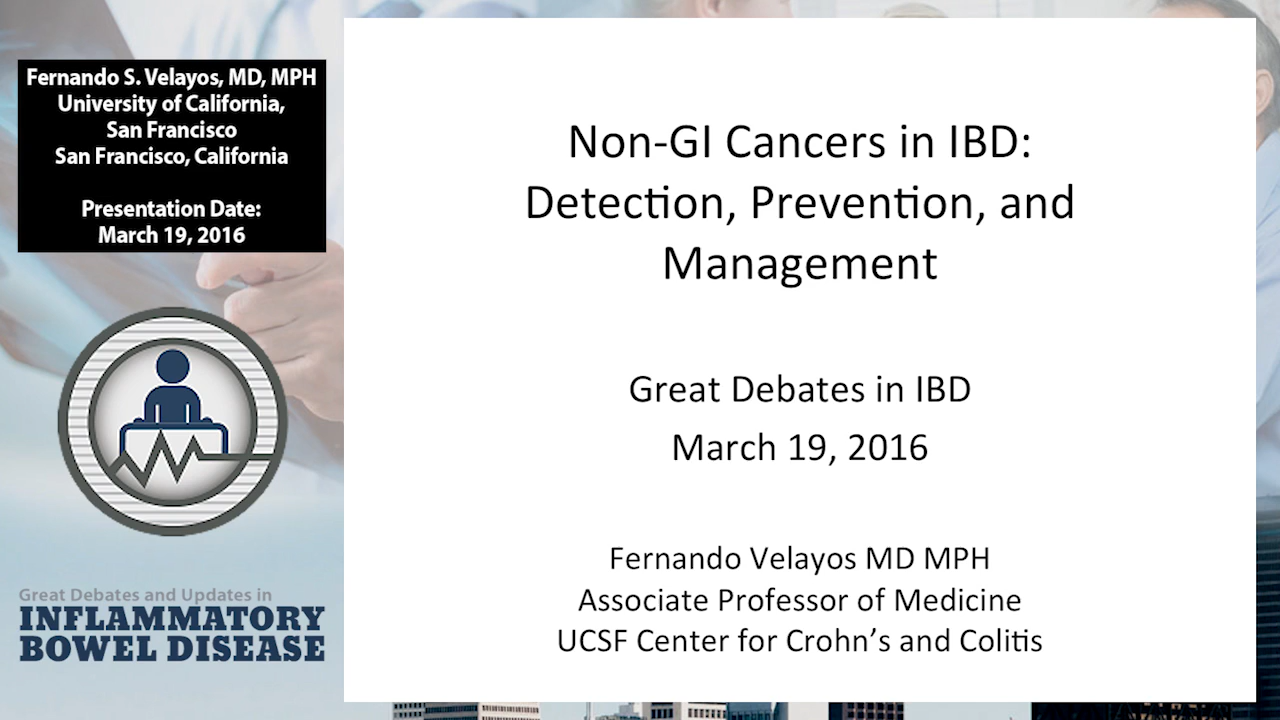 Fernando S. Velayos, MD, MPH
University of California,
San Francisco
San Francisco, California
Presentation Date:
March 19, 2016
Great Debates and Updates in
INFLAMMATORY
BOWEL DISEASE
Non-GI Cancers in IBD:
Detection, Prevention, and
Management
Great Debates in IBD
March 19, 2016
Fernando Velayos MD MPH
Associate Professor of Medicine
UCSF Center for Crohn’s and Colitis